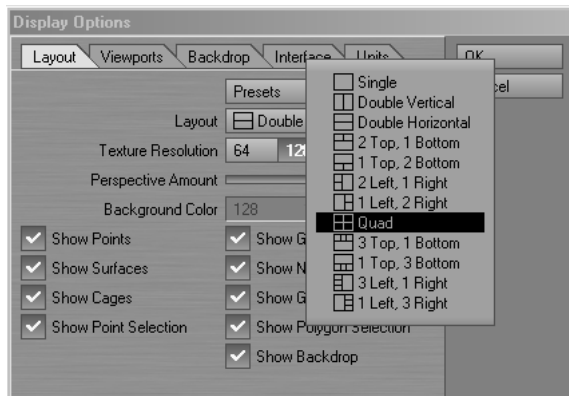 Display Options
Layout Viewports Backdrop Interface Units OK
Presets
Layout Double
Texture Resolution 64
Perspective Amount
Background Color 128
Show Points
Show Surfaces
Show Cages
Show Point Selection
Show
Show
Show
Show Polygon Selection
Show Backdrop
Single
Double Vertical
Double Horizontal
2 Top, 1 Bottom
1 Top, 2 Bottom
2 Left, 1 Right
1 Left, 2 Right
Quad
3 Top, 1 Bottom
1 Top, 3 Bottom
3 Left, 1 Right
1 Left, 3 Right